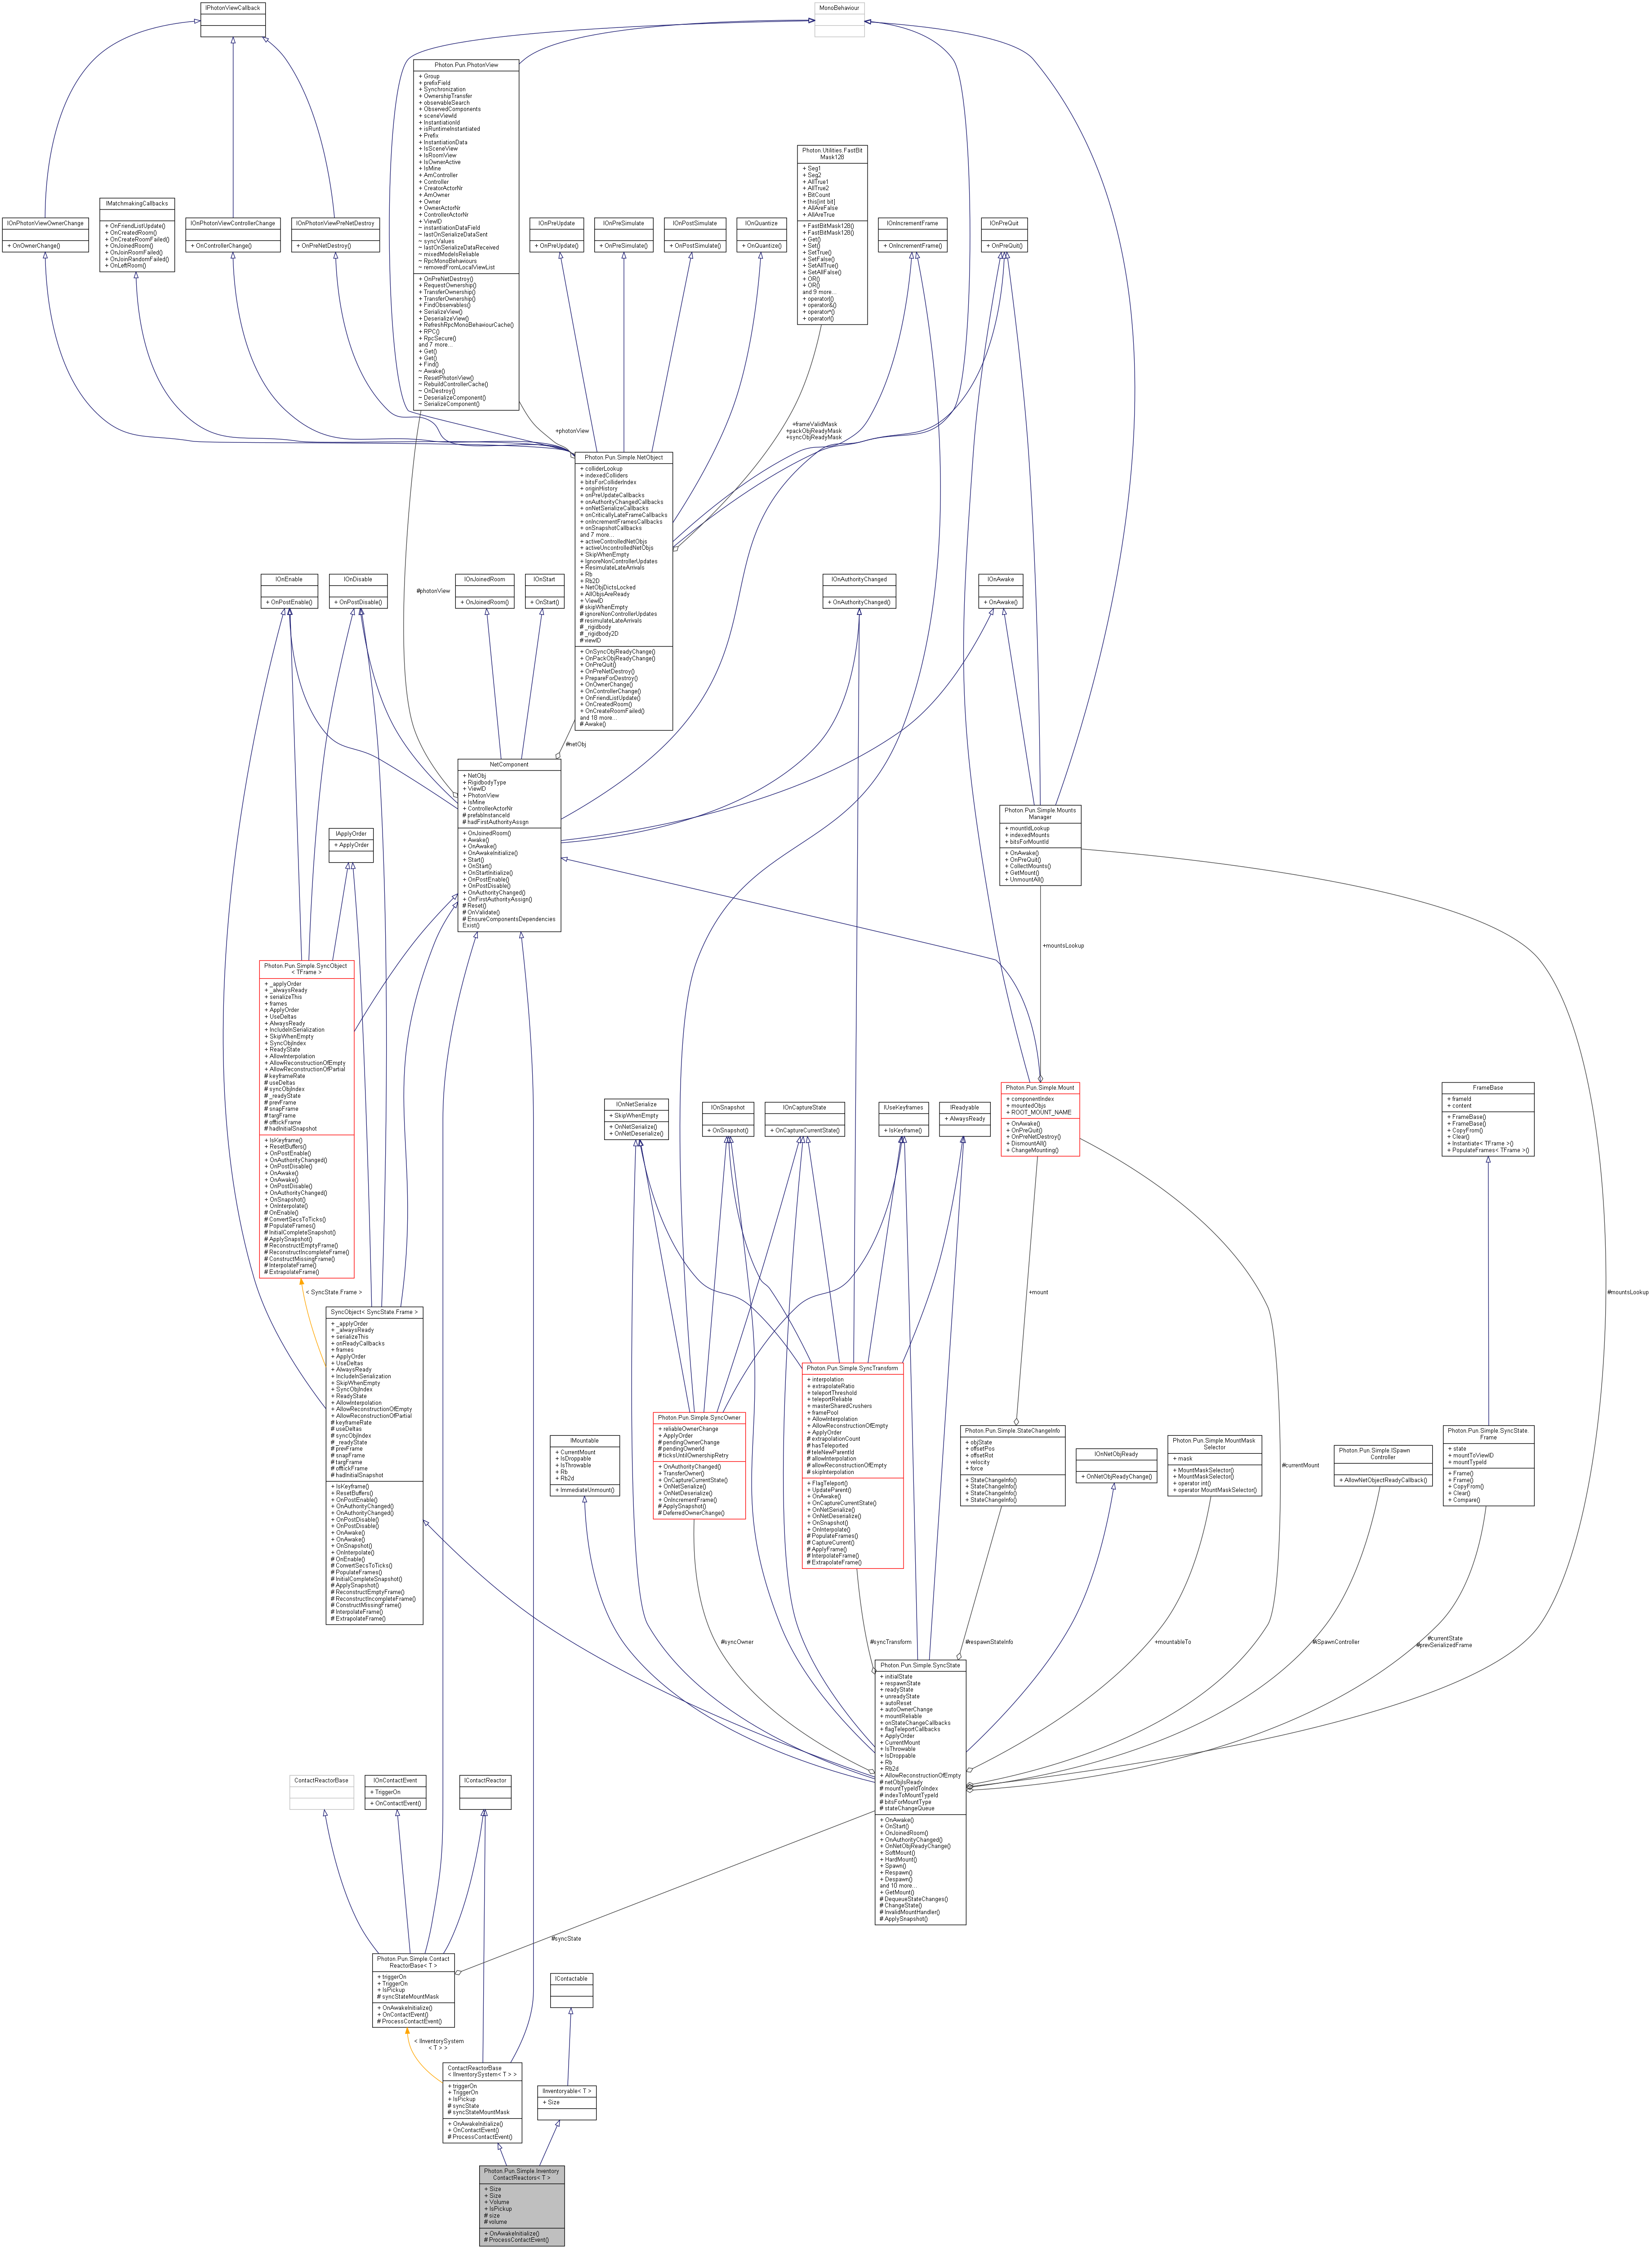 IPhotonViewCallback
MonoBehaviour
Photon.Pun.PhotonView
+ Group
+ prefixField
+ Synchronization
+ OwnershipTransfer
+ observableSearch
+ ObservedComponents
+ sceneViewId
+ InstantiationId
+ isRuntimeInstantiated
+ Prefix
+ InstantiationData
+ IsSceneView
+ IsRoomView
+ IsOwnerActive
+ IsMine
+ AmController
+ Controller
+ CreatorActorNr
+ AmOwner
+ Owner
+ OwnerActorNr
+ ControllerActorNr
+ ViewID
~ instantiationDataField
~ lastOnSerializeDataSent
~ syncValues
~ lastOnSerializeDataReceived
~ mixedModeIsReliable
~ RpcMonoBehaviours
~ removedFromLocalViewList
+ OnPreNetDestroy()
+ RequestOwnership()
+ TransferOwnership()
+ TransferOwnership()
+ FindObservables()
+ SerializeView()
+ DeserializeView()
+ RefreshRpcMonoBehaviourCache()
+ RPC()
+ RpcSecure()
and 7 more...
+ Get()
+ Get()
+ Find()
~ Awake()
~ ResetPhotonView()
~ RebuildControllerCache()
~ OnDestroy()
~ DeserializeComponent()
~ SerializeComponent()
Photon.Utilities.FastBit
Mask128
+ Seg1
+ Seg2
+ AllTrue1
+ AllTrue2
+ BitCount
+ this[int bit]
+ AllAreFalse
+ AllAreTrue
+ FastBitMask128()
+ FastBitMask128()
+ Get()
+ Set()
+ SetTrue()
+ SetFalse()
+ SetAllTrue()
+ SetAllFalse()
+ OR()
+ OR()
and 9 more...
+ operator|()
+ operator&()
+ operator^()
+ operator!()
IOnPhotonViewOwnerChange
+ OnOwnerChange()
IMatchmakingCallbacks
+ OnFriendListUpdate()
+ OnCreatedRoom()
+ OnCreateRoomFailed()
+ OnJoinedRoom()
+ OnJoinRoomFailed()
+ OnJoinRandomFailed()
+ OnLeftRoom()
IOnPhotonViewControllerChange
+ OnControllerChange()
IOnPhotonViewPreNetDestroy
+ OnPreNetDestroy()
IOnPreUpdate
+ OnPreUpdate()
IOnPreSimulate
+ OnPreSimulate()
IOnPostSimulate
+ OnPostSimulate()
IOnQuantize
+ OnQuantize()
IOnIncrementFrame
+ OnIncrementFrame()
IOnPreQuit
+ OnPreQuit()
+photonView
+frameValidMask
+packObjReadyMask
+syncObjReadyMask
Photon.Pun.Simple.NetObject
+ colliderLookup
+ indexedColliders
+ bitsForColliderIndex
+ originHistory
+ onPreUpdateCallbacks
+ onAuthorityChangedCallbacks
+ onNetSerializeCallbacks
+ onCriticallyLateFrameCallbacks
+ onIncrementFramesCallbacks
+ onSnapshotCallbacks
and 7 more...
+ activeControlledNetObjs
+ activeUncontrolledNetObjs
+ SkipWhenEmpty
+ IgnoreNonControllerUpdates
+ ResimulateLateArrivals
+ Rb
+ Rb2D
+ NetObjDictsLocked
+ AllObjsAreReady
+ ViewID
# skipWhenEmpty
# ignoreNonControllerUpdates
# resimulateLateArrivals
# _rigidbody
# _rigidbody2D
# viewID
+ OnSyncObjReadyChange()
+ OnPackObjReadyChange()
+ OnPreQuit()
+ OnPreNetDestroy()
+ PrepareForDestroy()
+ OnOwnerChange()
+ OnControllerChange()
+ OnFriendListUpdate()
+ OnCreatedRoom()
+ OnCreateRoomFailed()
and 18 more...
# Awake()
IOnEnable
+ OnPostEnable()
IOnDisable
+ OnPostDisable()
#photonView
IOnJoinedRoom
+ OnJoinedRoom()
IOnStart
+ OnStart()
IOnAuthorityChanged
+ OnAuthorityChanged()
IOnAwake
+ OnAwake()
#netObj
NetComponent
+ NetObj
+ RigidbodyType
+ ViewID
+ PhotonView
+ IsMine
+ ControllerActorNr
# prefabInstanceId
# hadFirstAuthorityAssgn
+ OnJoinedRoom()
+ Awake()
+ OnAwake()
+ OnAwakeInitialize()
+ Start()
+ OnStart()
+ OnStartInitialize()
+ OnPostEnable()
+ OnPostDisable()
+ OnAuthorityChanged()
+ OnFirstAuthorityAssign()
# Reset()
# OnValidate()
# EnsureComponentsDependencies
Exist()
Photon.Pun.Simple.Mounts
Manager
+ mountIdLookup
+ indexedMounts
+ bitsForMountId
+ OnAwake()
+ OnPreQuit()
+ CollectMounts()
+ GetMount()
+ UnmountAll()
IApplyOrder
+ ApplyOrder
+mountsLookup
Photon.Pun.Simple.SyncObject
< TFrame >
+ _applyOrder
+ _alwaysReady
+ serializeThis
+ frames
+ ApplyOrder
+ UseDeltas
+ AlwaysReady
+ IncludeInSerialization
+ SkipWhenEmpty
+ SyncObjIndex
+ ReadyState
+ AllowInterpolation
+ AllowReconstructionOfEmpty
+ AllowReconstructionOfPartial
# keyframeRate
# useDeltas
# syncObjIndex
# _readyState
# prevFrame
# snapFrame
# targFrame
# offtickFrame
# hadInitialSnapshot
+ IsKeyframe()
+ ResetBuffers()
+ OnPostEnable()
+ OnAuthorityChanged()
+ OnPostDisable()
+ OnAwake()
+ OnAwake()
+ OnPostDisable()
+ OnAuthorityChanged()
+ OnSnapshot()
+ OnInterpolate()
# OnEnable()
# ConvertSecsToTicks()
# PopulateFrames()
# InitialCompleteSnapshot()
# ApplySnapshot()
# ReconstructEmptyFrame()
# ReconstructIncompleteFrame()
# ConstructMissingFrame()
# InterpolateFrame()
# ExtrapolateFrame()
Photon.Pun.Simple.Mount
+ componentIndex
+ mountedObjs
+ ROOT_MOUNT_NAME
+ OnAwake()
+ OnPreQuit()
+ OnPreNetDestroy()
+ DismountAll()
+ ChangeMounting()
FrameBase
+ frameId
+ content
+ FrameBase()
+ FrameBase()
+ CopyFrom()
+ Clear()
+ Instantiate< TFrame >()
+ PopulateFrames< TFrame >()
IOnNetSerialize
+ SkipWhenEmpty
+ OnNetSerialize()
+ OnNetDeserialize()
IOnSnapshot
+ OnSnapshot()
IOnCaptureState
+ OnCaptureCurrentState()
IUseKeyframes
+ IsKeyframe()
IReadyable
+ AlwaysReady
< SyncState.Frame >
+mount
#mountsLookup
SyncObject< SyncState.Frame >
+ _applyOrder
+ _alwaysReady
+ serializeThis
+ onReadyCallbacks
+ frames
+ ApplyOrder
+ UseDeltas
+ AlwaysReady
+ IncludeInSerialization
+ SkipWhenEmpty
+ SyncObjIndex
+ ReadyState
+ AllowInterpolation
+ AllowReconstructionOfEmpty
+ AllowReconstructionOfPartial
# keyframeRate
# useDeltas
# syncObjIndex
# _readyState
# prevFrame
# snapFrame
# targFrame
# offtickFrame
# hadInitialSnapshot
+ IsKeyframe()
+ ResetBuffers()
+ OnPostEnable()
+ OnAuthorityChanged()
+ OnAuthorityChanged()
+ OnPostDisable()
+ OnPostDisable()
+ OnAwake()
+ OnAwake()
+ OnSnapshot()
+ OnInterpolate()
# OnEnable()
# ConvertSecsToTicks()
# PopulateFrames()
# InitialCompleteSnapshot()
# ApplySnapshot()
# ReconstructEmptyFrame()
# ReconstructIncompleteFrame()
# ConstructMissingFrame()
# InterpolateFrame()
# ExtrapolateFrame()
IMountable
+ CurrentMount
+ IsDroppable
+ IsThrowable
+ Rb
+ Rb2d
+ ImmediateUnmount()
Photon.Pun.Simple.SyncOwner
+ reliableOwnerChange
+ ApplyOrder
# pendingOwnerChange
# pendingOwnerId
# ticksUntilOwnershipRetry
+ OnAuthorityChanged()
+ TransferOwner()
+ OnCaptureCurrentState()
+ OnNetSerialize()
+ OnNetDeserialize()
+ OnIncrementFrame()
# ApplySnapshot()
# DeferredOwnerChange()
Photon.Pun.Simple.SyncTransform
+ interpolation
+ extrapolateRatio
+ teleportThreshold
+ teleportReliable
+ masterSharedCrushers
+ framePool
+ AllowInterpolation
+ AllowReconstructionOfEmpty
+ ApplyOrder
# extrapolationCount
# hasTeleported
# teleNewParentId
# allowInterpolation
# allowReconstructionOfEmpty
# skipInterpolation
+ FlagTeleport()
+ UpdateParent()
+ OnAwake()
+ OnCaptureCurrentState()
+ OnNetSerialize()
+ OnNetDeserialize()
+ OnSnapshot()
+ OnInterpolate()
# PopulateFrames()
# CaptureCurrent()
# ApplyFrame()
# InterpolateFrame()
# ExtrapolateFrame()
Photon.Pun.Simple.StateChangeInfo
+ objState
+ offsetPos
+ offsetRot
+ velocity
+ force
+ StateChangeInfo()
+ StateChangeInfo()
+ StateChangeInfo()
+ StateChangeInfo()
IOnNetObjReady
+ OnNetObjReadyChange()
Photon.Pun.Simple.MountMask
Selector
+ mask
+ MountMaskSelector()
+ MountMaskSelector()
+ operator int()
+ operator MountMaskSelector()
#currentMount
Photon.Pun.Simple.ISpawn
Controller
+ AllowNetObjectReadyCallback()
Photon.Pun.Simple.SyncState.
Frame
+ state
+ mountToViewID
+ mountTypeId
+ Frame()
+ Frame()
+ CopyFrom()
+ Clear()
+ Compare()
#syncOwner
#syncTransform
#respawnStateInfo
+mountableTo
#iSpawnController
#currentState
#prevSerializedFrame
Photon.Pun.Simple.SyncState
+ initialState
+ respawnState
+ readyState
+ unreadyState
+ autoReset
+ autoOwnerChange
+ mountReliable
+ onStateChangeCallbacks
+ flagTeleportCallbacks
+ ApplyOrder
+ CurrentMount
+ IsThrowable
+ IsDroppable
+ Rb
+ Rb2d
+ AllowReconstructionOfEmpty
# netObjIsReady
# mountTypeIdToIndex
# indexToMountTypeId
# bitsForMountType
# stateChangeQueue
+ OnAwake()
+ OnStart()
+ OnJoinedRoom()
+ OnAuthorityChanged()
+ OnNetObjReadyChange()
+ SoftMount()
+ HardMount()
+ Spawn()
+ Respawn()
+ Despawn()
and 10 more...
+ GetMount()
# DequeueStateChanges()
# ChangeState()
# InvalidMountHandler()
# ApplySnapshot()
ContactReactorBase
IOnContactEvent
+ TriggerOn
+ OnContactEvent()
IContactReactor
#syncState
Photon.Pun.Simple.Contact
ReactorBase< T >
+ triggerOn
+ TriggerOn
+ IsPickup
# syncStateMountMask
+ OnAwakeInitialize()
+ OnContactEvent()
# ProcessContactEvent()
IContactable
< IInventorySystem
< T > >
ContactReactorBase
< IInventorySystem< T > >
+ triggerOn
+ TriggerOn
+ IsPickup
# syncState
# syncStateMountMask
+ OnAwakeInitialize()
+ OnContactEvent()
# ProcessContactEvent()
IInventoryable< T >
+ Size
Photon.Pun.Simple.Inventory
ContactReactors< T >
+ Size
+ Size
+ Volume
+ IsPickup
# size
# volume
+ OnAwakeInitialize()
# ProcessContactEvent()